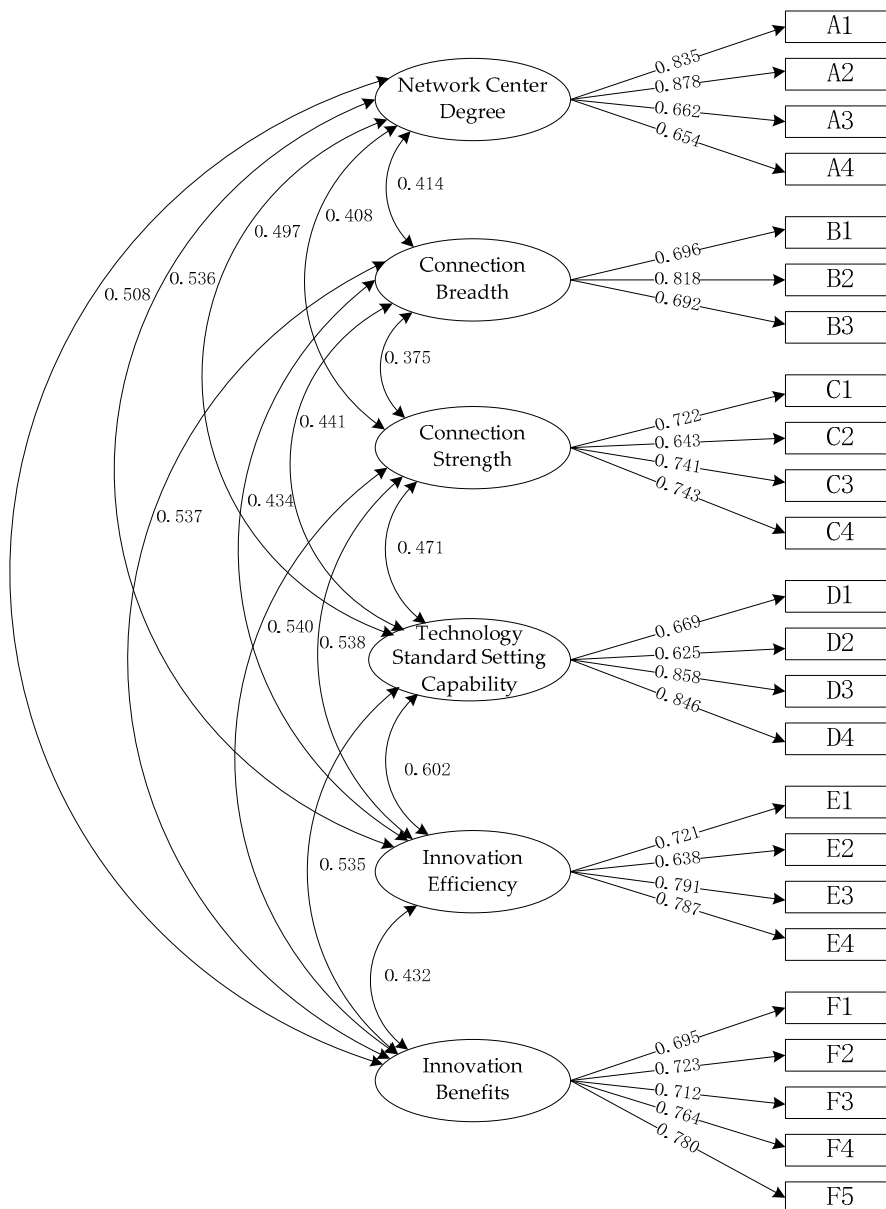 A1
0.835
Network Center
Degree
0.878
A2
0.662
A3
0.654
A4
0.414
0.408
0.497
0.536
0.508
B1
0.696
Connection
Breadth
0.818
B2
0.692
B3
0.375
0.441
0.434
0.537
C1
0.722
Connection
Strength
0.643
C2
0.741
C3
0.743
C4
0.471
0.540
0.538
D1
0.669
Technology
Standard Setting
Capability
0.625
D2
0.858
D3
0.846
D4
0.602
0.535
E1
0.721
Innovation
Efficiency
0.638
E2
0.791
E3
0.787
E4
0.432
F1
0.695
Innovation
Benefits
0.723
F2
0.712
F3
0.764
F4
0.780
F5